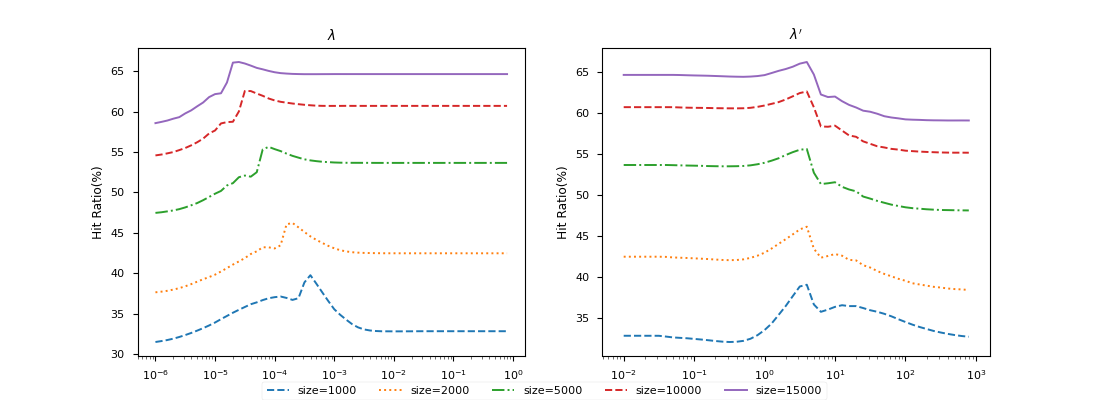 λ
λ′
Hit Ratio(%)
65
60
55
50
45
40
35
30
10⁻⁶ 10⁻⁵ 10⁻⁴ 10⁻³ 10⁻² 10⁻¹ 10⁰
Hit Ratio(%)
65
60
55
50
45
40
35
10⁻² 10⁻¹ 10⁰ 10¹ 10² 10³
size=1000 size=2000 size=5000 size=10000 size=15000